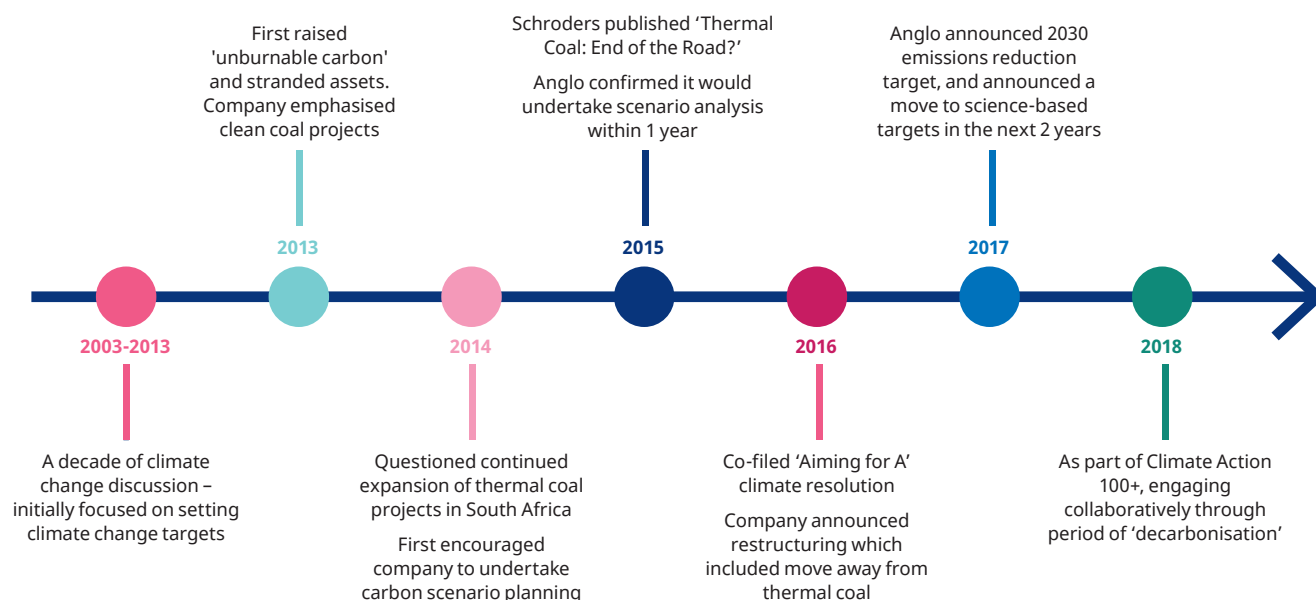 First raised
'unburnable carbon'
and stranded assets.
Company emphasised
clean coal projects
2013
Schroders published ‘Thermal
Coal: End of the Road?’
Anglo confirmed it would
undertake scenario analysis
within 1 year
2015
Anglo announced 2030
emissions reduction
target, and announced a
move to science-based
targets in the next 2 years
2017
2003-2013
A decade of climate
change discussion –
initially focused on setting
climate change targets
2014
Questioned continued
expansion of thermal coal
projects in South Africa
First encouraged
company to undertake
carbon scenario planning
2016
Co-filed ‘Aiming for A’
climate resolution
Company announced
restructuring which
included move away from
thermal coal
2018
As part of Climate Action
100+, engaging
collaboratively through
period of ‘decarbonisation’